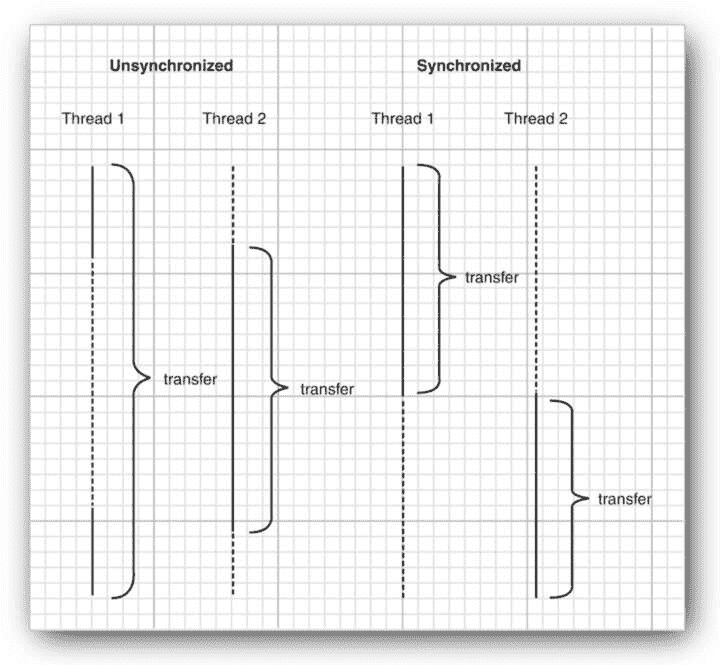 Unsynchronized
Synchronized
Thread 1
Thread 2
Thread 1
Thread 2
transfer
transfer
transfer
transfer